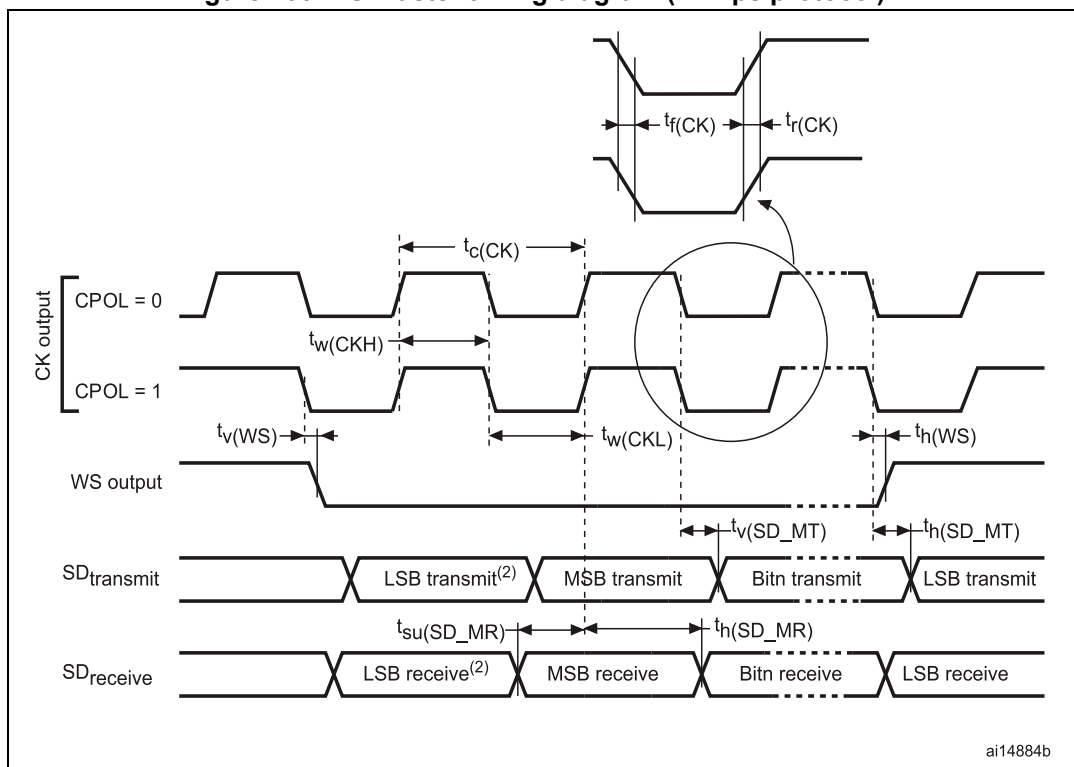 tf(CK) tr(CK)
tc(CK)
CK output
CPOL = 0
tw(CKH)
CPOL = 1
tv(WS) tw(CKL) th(WS)
WS output
tv(SD_MT) th(SD_MT)
SDtransmit LSB transmit(2) MSB transmit Bitn transmit LSB transmit
tsu(SD_MR) th(SD_MR)
SDreceive LSB receive(2) MSB receive Bitn receive LSB receive
ai14884b